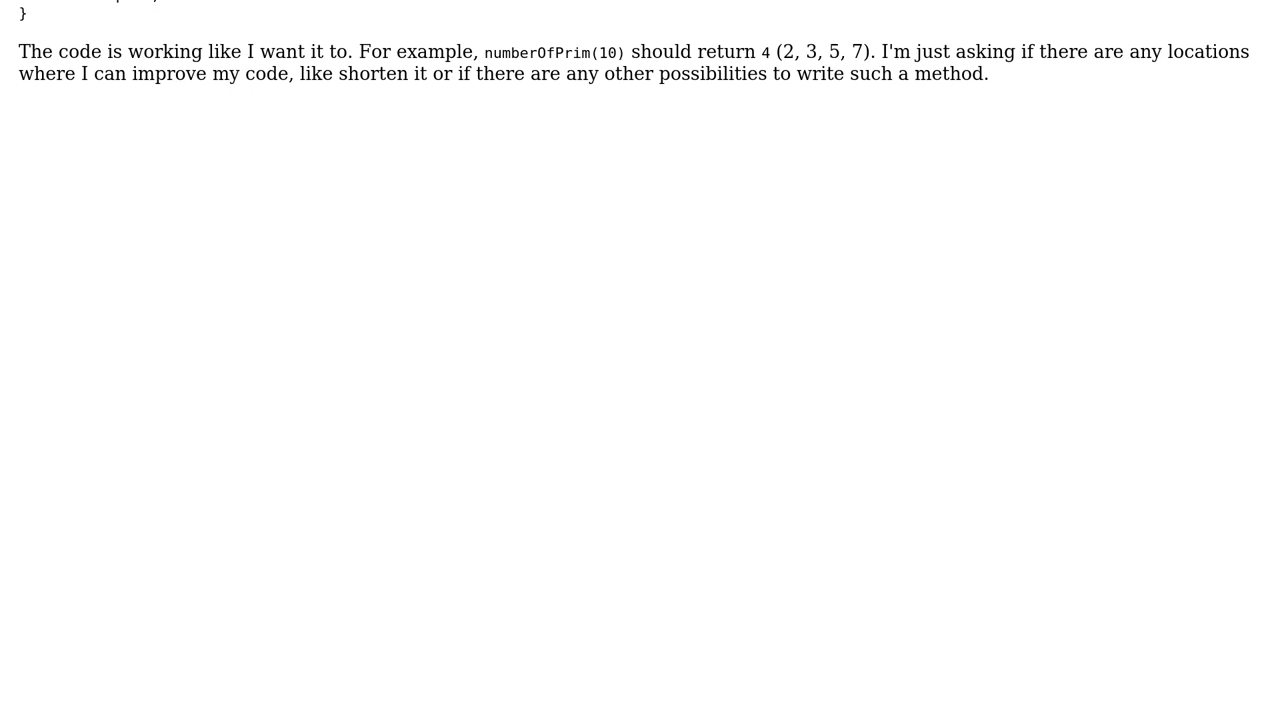 }
The code is working like I want it to. For example, numberOfPrim(10) should return 4 (2, 3, 5, 7). I'm just asking if there are any locations
where I can improve my code, like shorten it or if there are any other possibilities to write such a method.